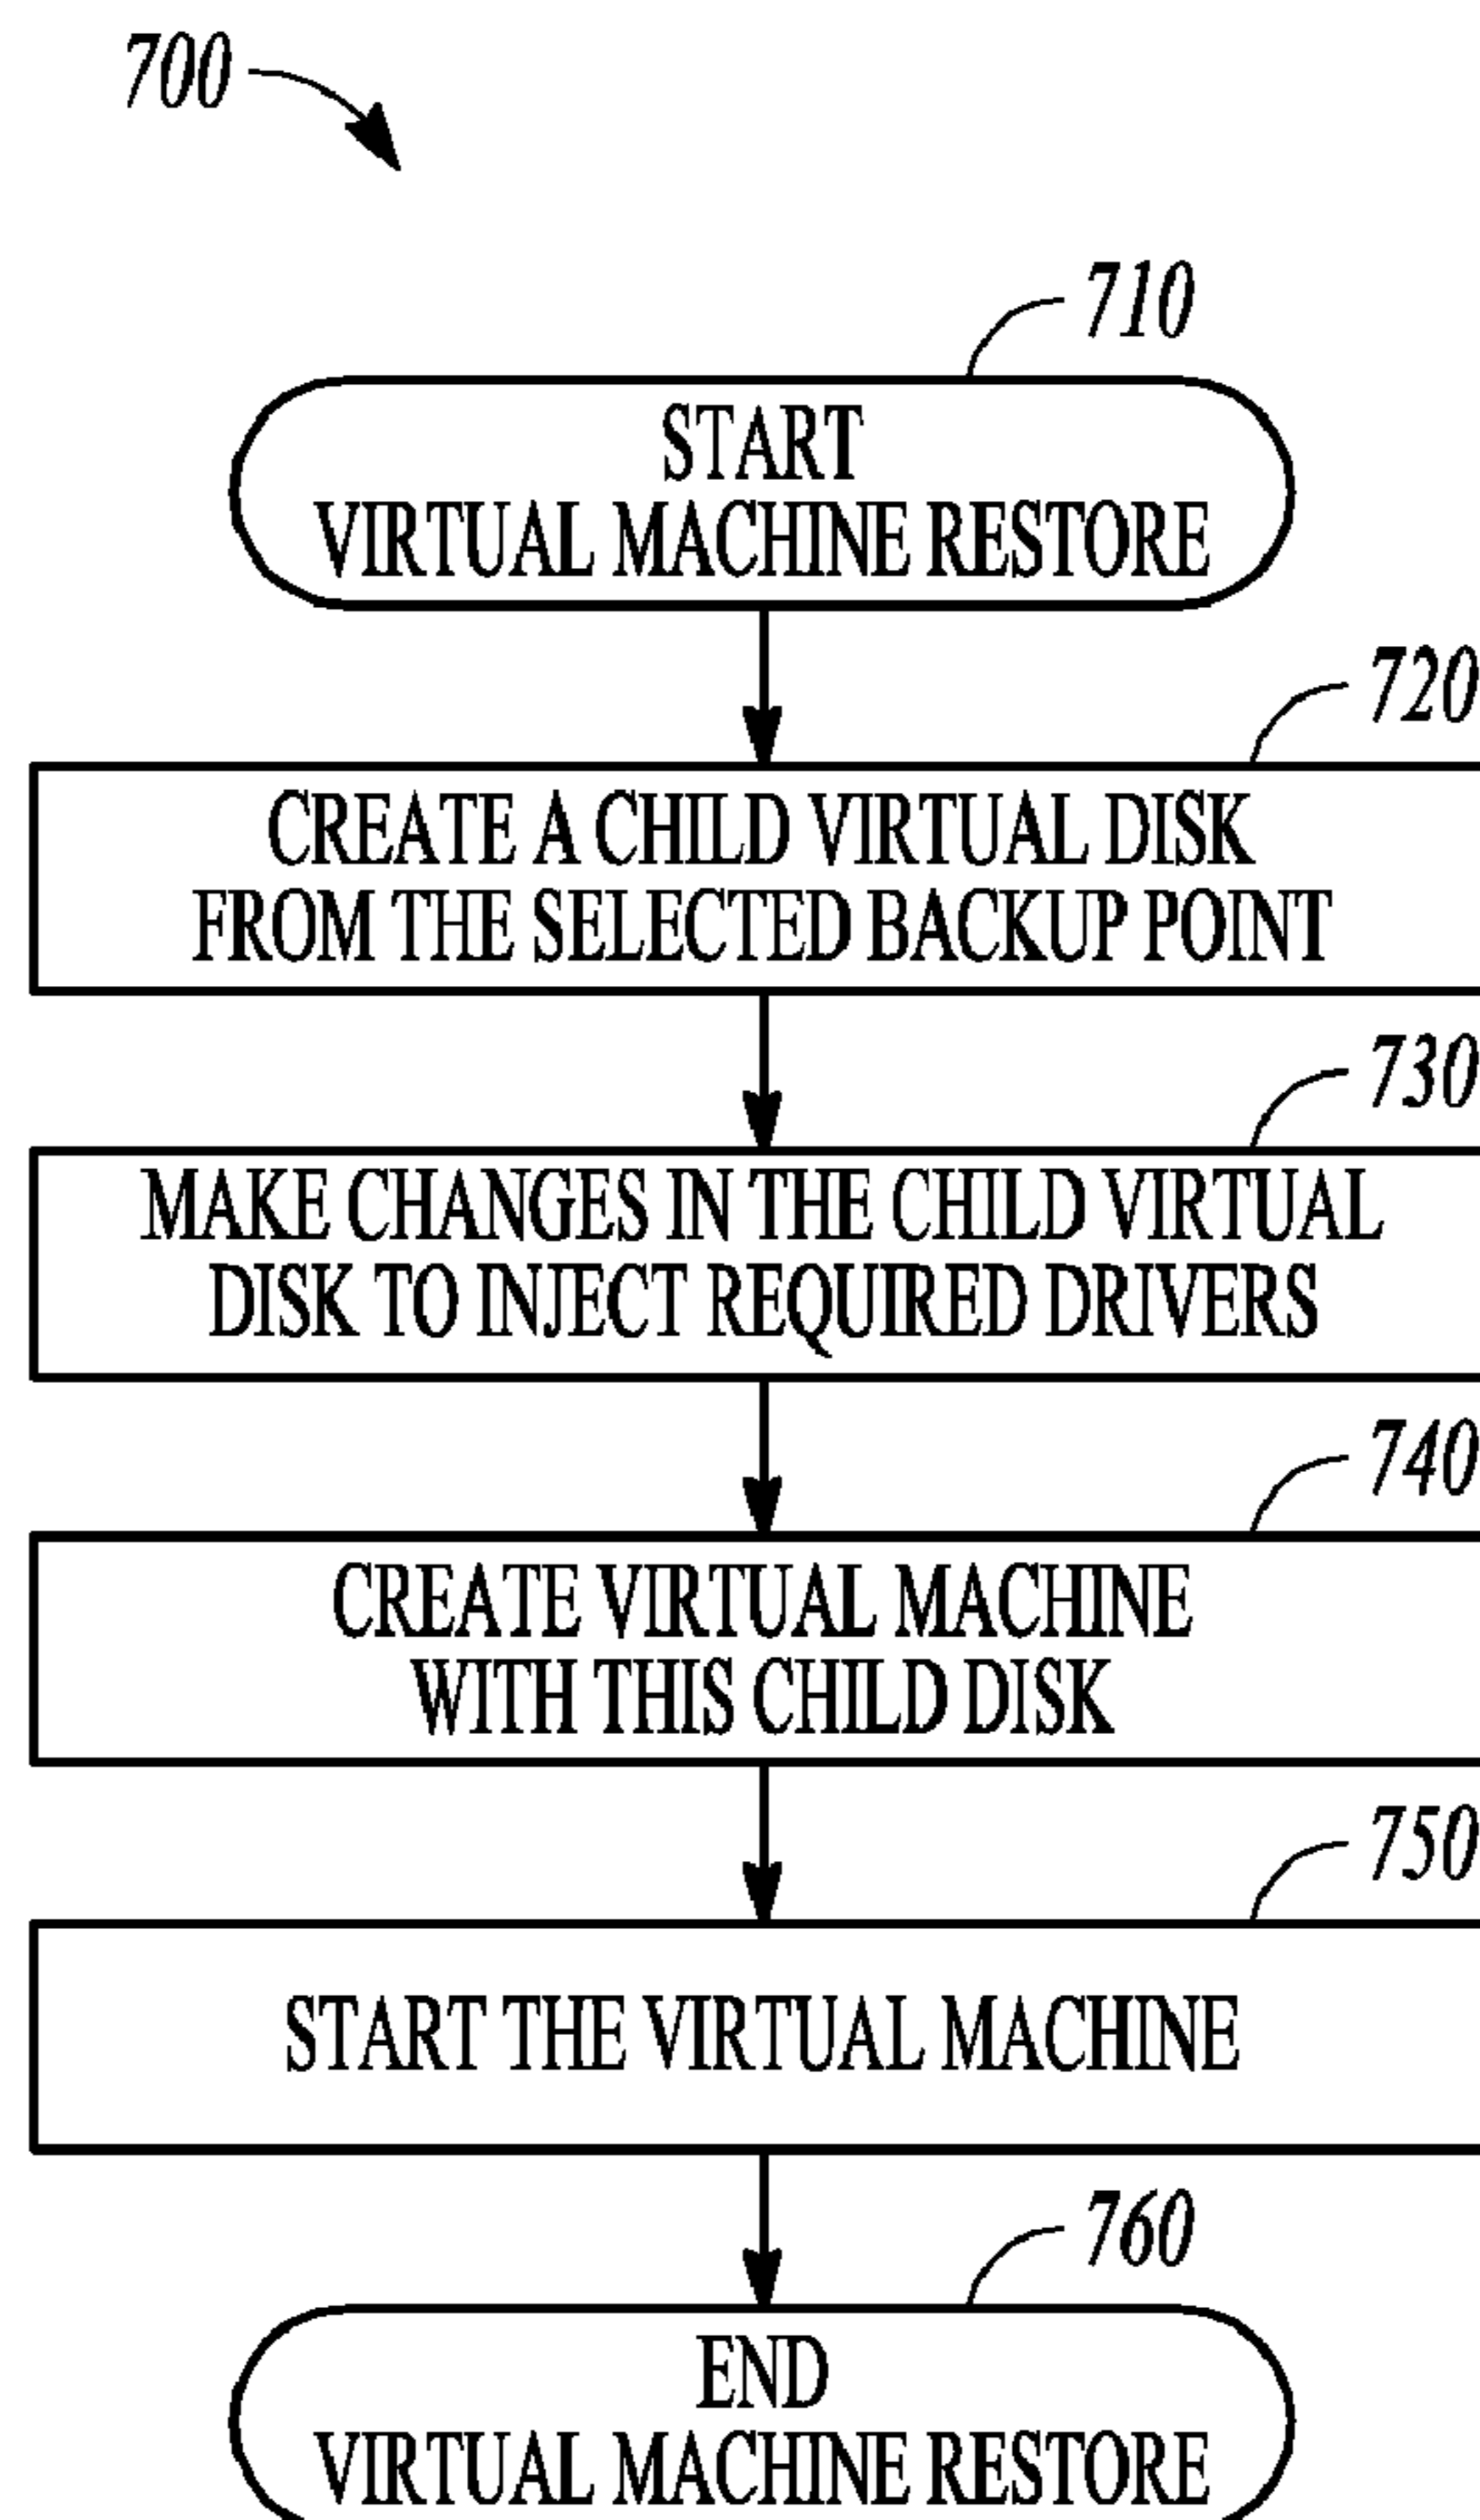 700
710
START
VIRTUAL MACHINE RESTORE
720
CREATE A CHILD VIRTUAL DISK
FROM THE SELECTED BACKUP POINT
730
MAKE CHANGES IN THE CHILD VIRTUAL
DISK TO INJECT REQUIRED DRIVERS
740
CREATE VIRTUAL MACHINE
WITH THIS CHILD DISK
750
START THE VIRTUAL MACHINE
760
END
VIRTUAL MACHINE RESTORE